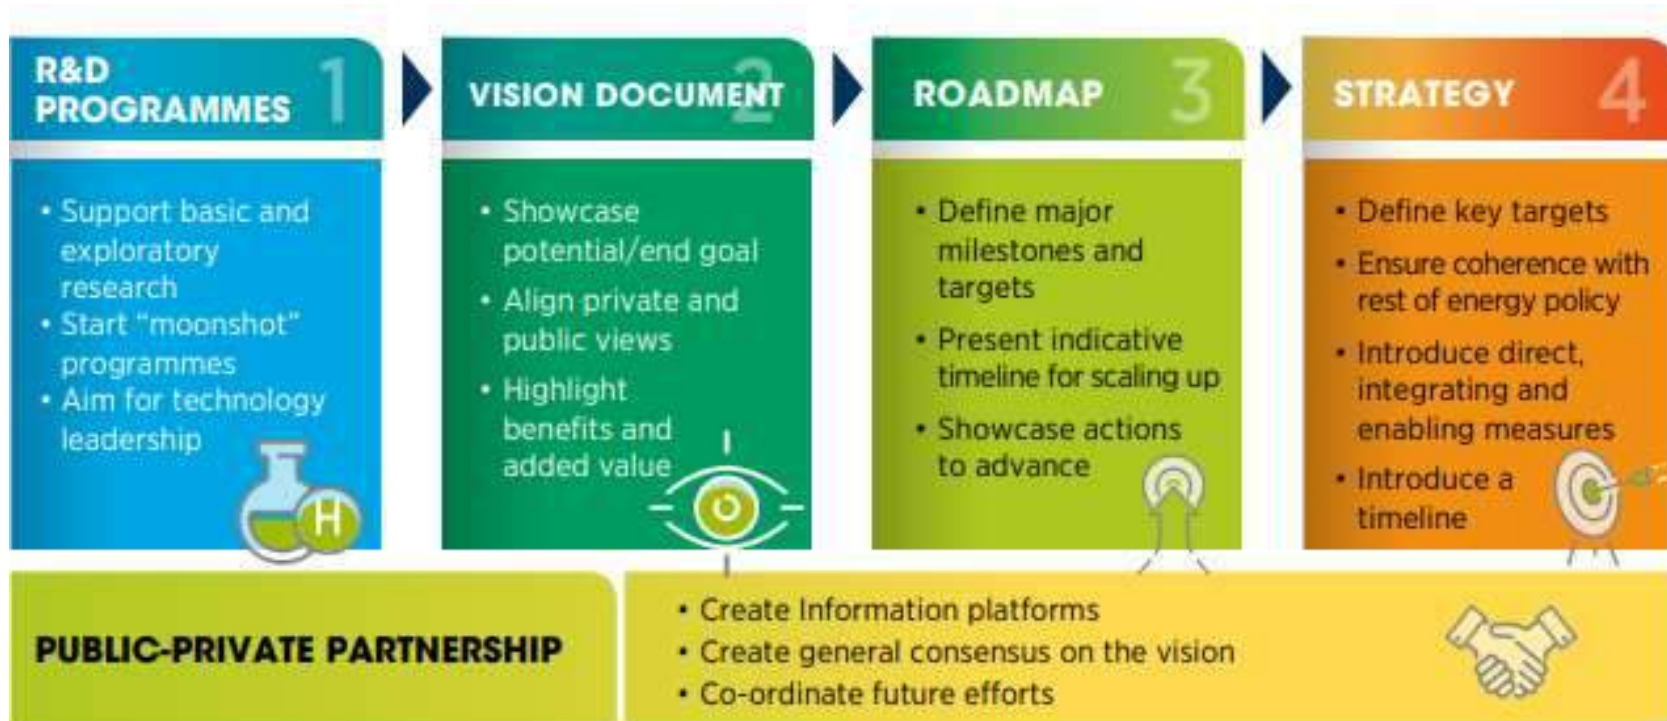 R&D
PROGRAMMES
1
• Support basic and
exploratory
research
• Start “moonshot”
programmes
• Aim for technology
leadership
H
VISION DOCUMENT
2
• Showcase
potential/end goal
• Align private and
public views
• Highlight
benefits and
added value
ROADMAP
3
• Define major
milestones and
targets
• Present indicative
timeline for scaling up
• Showcase actions
to advance
STRATEGY
4
• Define key targets
• Ensure coherence with
rest of energy policy
• Introduce direct,
integrating and
enabling measures
• Introduce a
timeline
PUBLIC-PRIVATE PARTNERSHIP
• Create Information platforms
• Create general consensus on the vision
• Co-ordinate future efforts